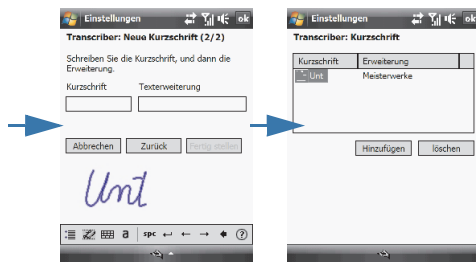 Einstellungen ok
Transcriber: Neue Kurzschrift (2/2)
Schreiben Sie die Kurzschrift, und dann die
Erweiterung.
Kurzschrift Texterweiterung
Abbrechen Zurück Fertig stellen
Unt
a spc
Einstellungen ok
Transcriber: Kurzschrift
Kurzschrift Erweiterung
Unt Meisterwerke
Hinzufügen löschen